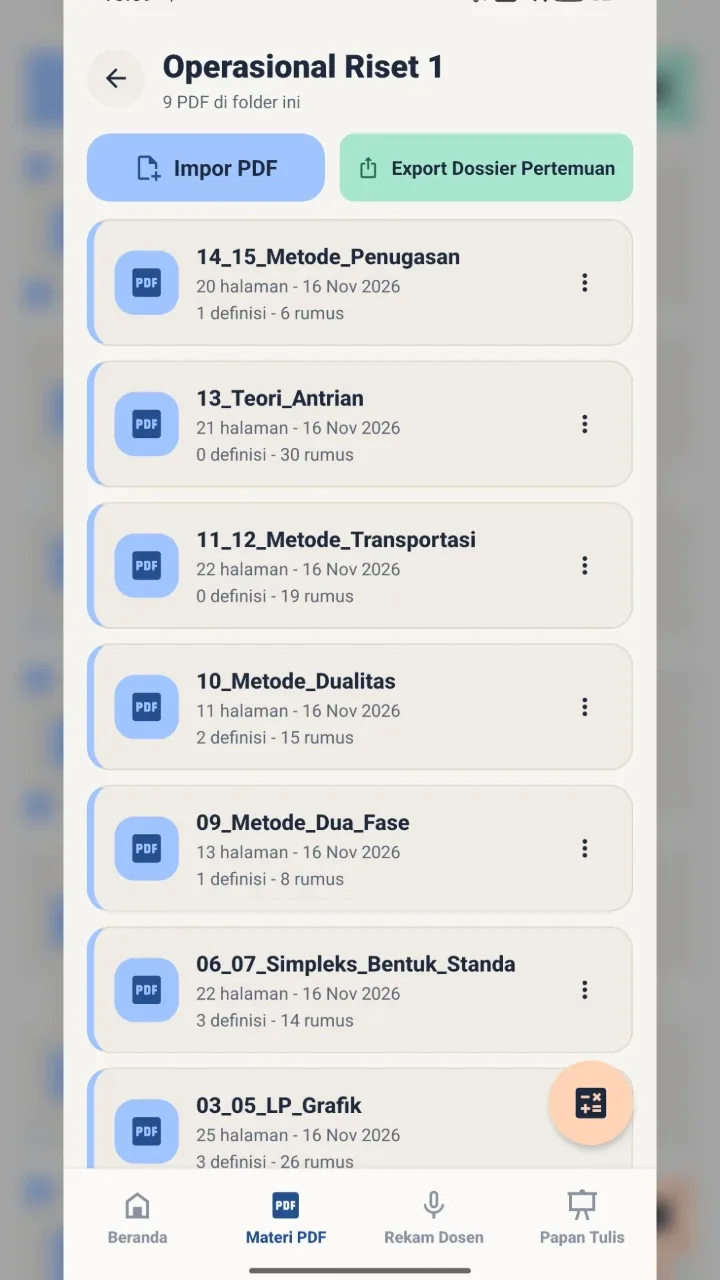 Operasional Riset 1
9 PDF di folder ini
Impor PDF
Export Dossier Pertemuan
PDF
14_15_Metode_Penugasan
20 halaman - 16 Nov 2026
1 definisi - 6 rumus
PDF
13_Teori_Antrian
21 halaman - 16 Nov 2026
0 definisi - 30 rumus
PDF
11_12_Metode_Transportasi
22 halaman - 16 Nov 2026
0 definisi - 19 rumus
PDF
10_Metode_Dualitas
11 halaman - 16 Nov 2026
2 definisi - 15 rumus
PDF
09_Metode_Dua_Fase
13 halaman - 16 Nov 2026
1 definisi - 8 rumus
PDF
06_07_Simpleks_Bentuk_Standa
22 halaman - 16 Nov 2026
3 definisi - 14 rumus
PDF
03_05_LP_Grafik
25 halaman - 16 Nov 2026
3 definisi - 26 rumus
PDF
Beranda
Materi PDF
Rekam Dosen
Papan Tulis